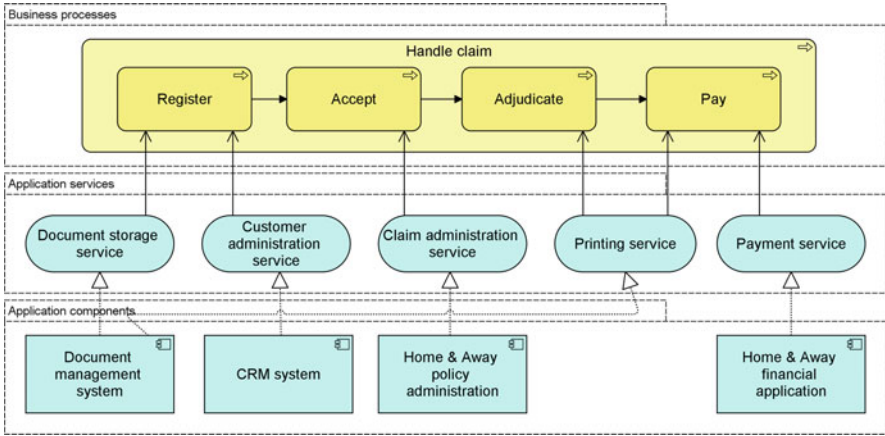 Business processes
Handle claim
Register
Accept
Adjudicate
Pay
Application services
Document storage
service
Customer
administration
service
Claim administration
service
Printing service
Payment service
Application components
Document
management
system
CRM system
Home & Away
policy
administration
Home & Away
financial
application